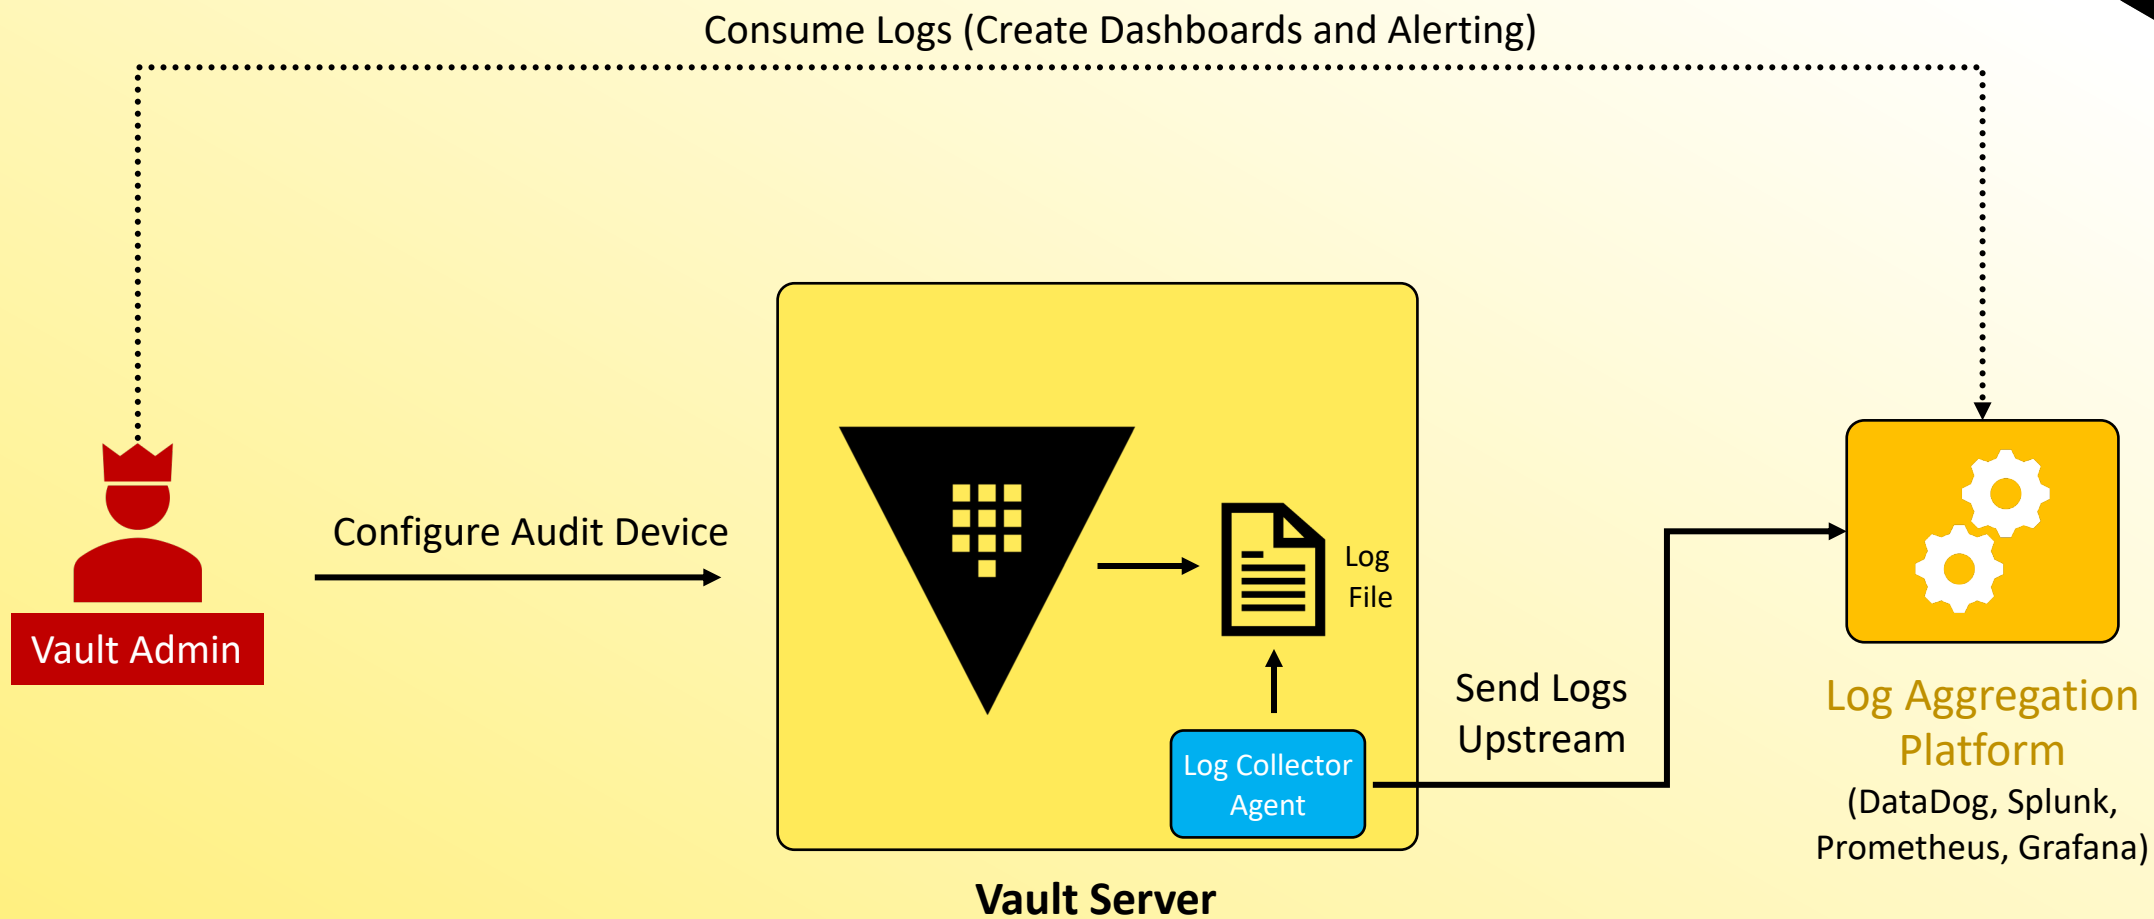 Consume Logs (Create Dashboards and Alerting)
Configure Audit Device
Vault Admin
Log
File
Log Collector
Agent
Vault Server
Send Logs
Upstream
Log Aggregation
Platform
(DataDog, Splunk,
Prometheus, Grafana)